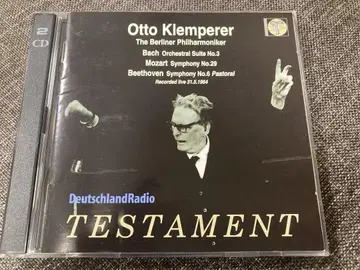 2
CD
Otto Klemperer
The Berliner Philharmoniker
Bach Orchestral Suite No.3
Mozart Symphony No.29
Beethoven Symphony No.6 Pastoral
Recorded live 31.5.1964
DeutschlandRadio
TESTAMENT